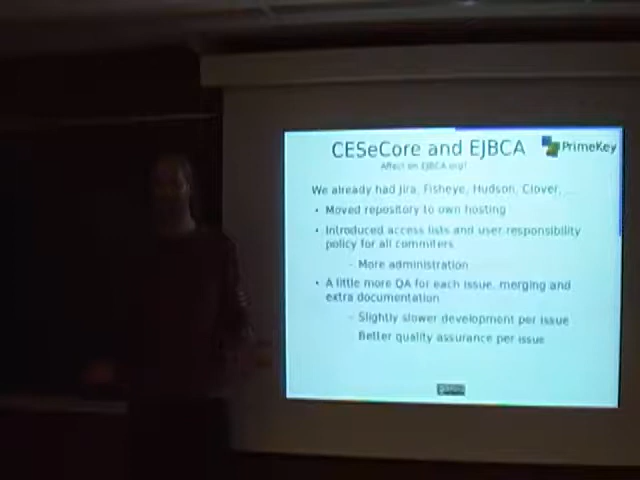 CESeCore and EJBCA
PrimeKey
Affect on EJBCA.org?
We already had Jira, Fisheye, Hudson, Clover, ...
• Moved repository to own hosting
• Introduced access lists and user responsibility
policy for all commiters
– More administration
• A little more QA for each issue, merging and
extra documentation
– Slightly slower development per issue
Better quality assurance per issue